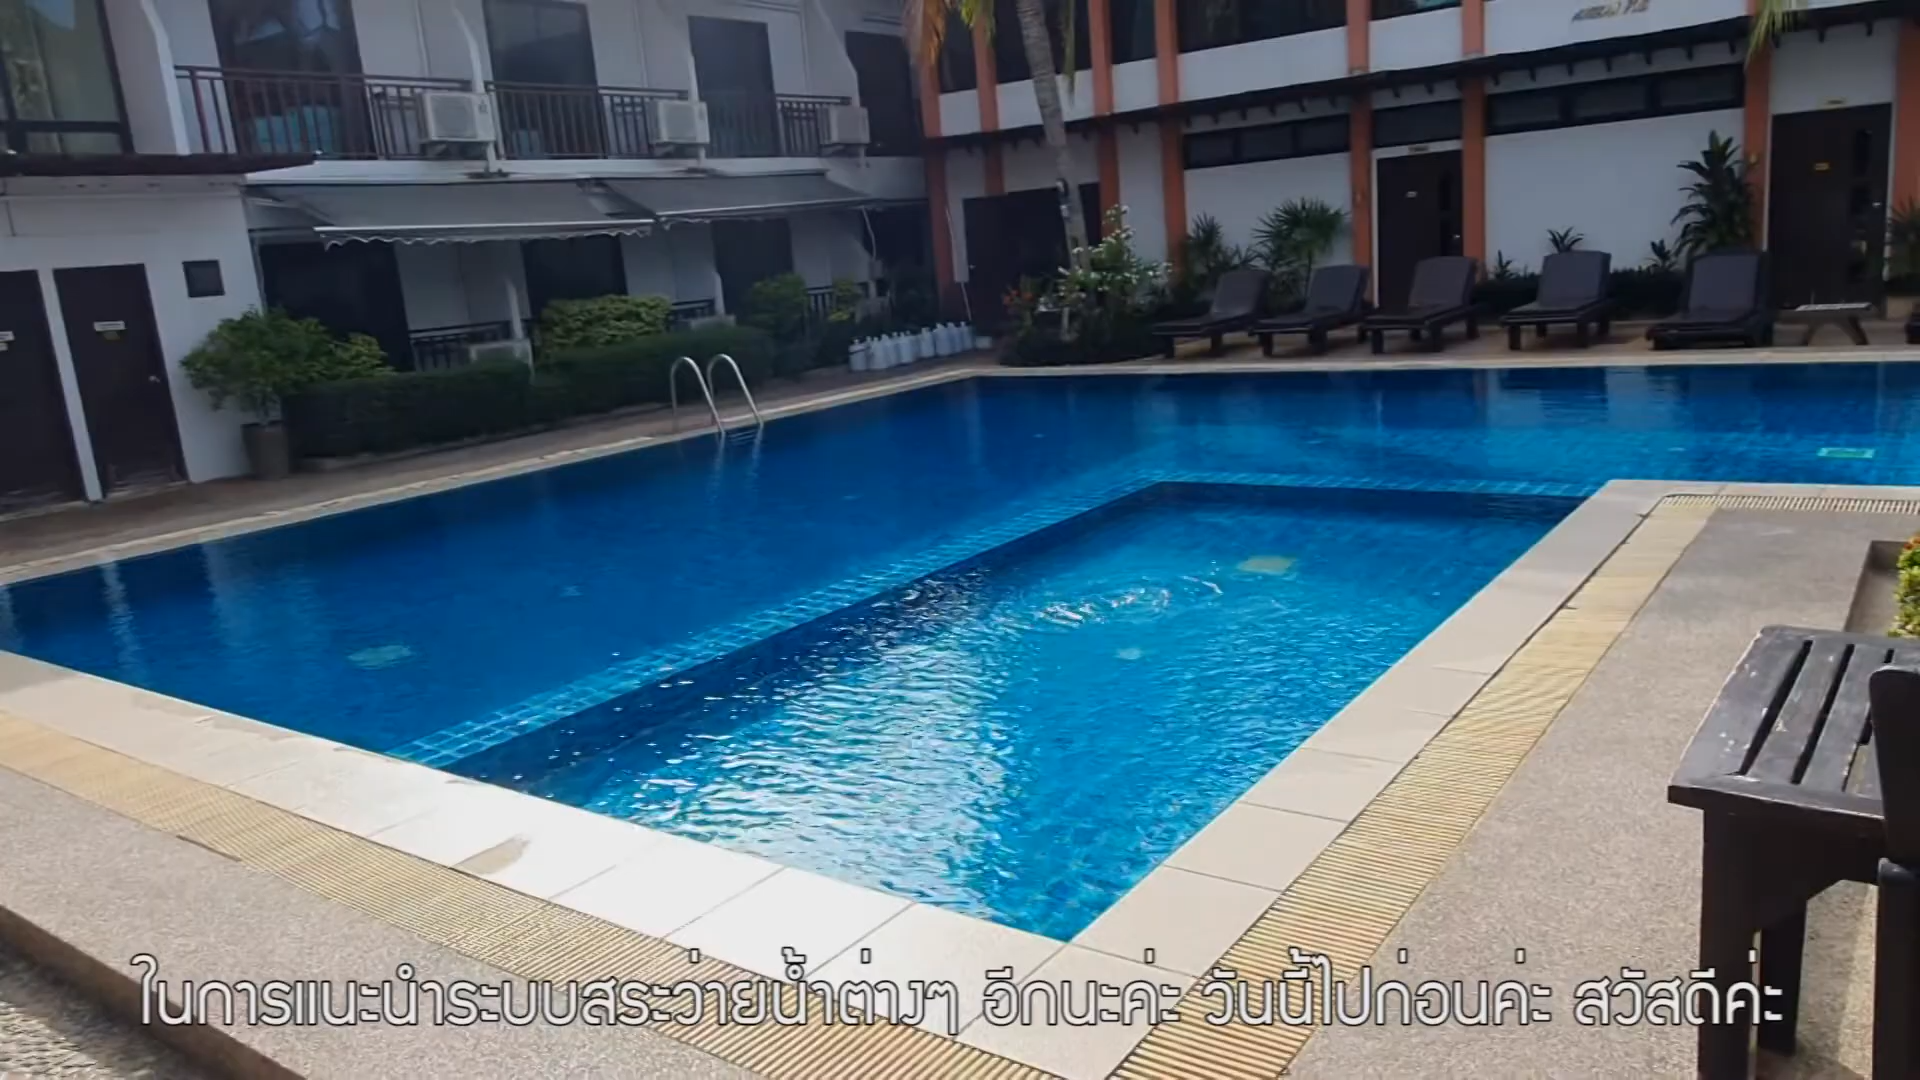 ในการแนะนำระบบสระว่ายน้ำต่างๆ อีกนะค่ะ วันนี้ไปก่อนค่ะ สวัสดีค่ะ